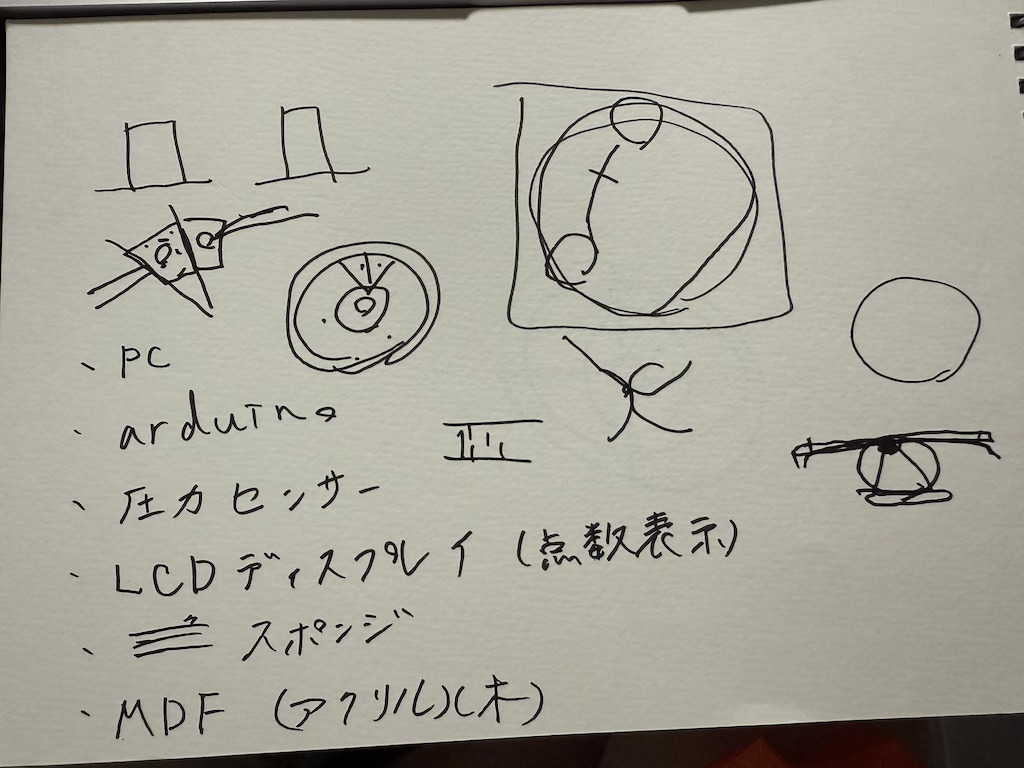 、PC
、arduino
、圧力センサー
、LCDディスプレイ（点数表示）
、スポンジ
、MDF（アクリル）（木）